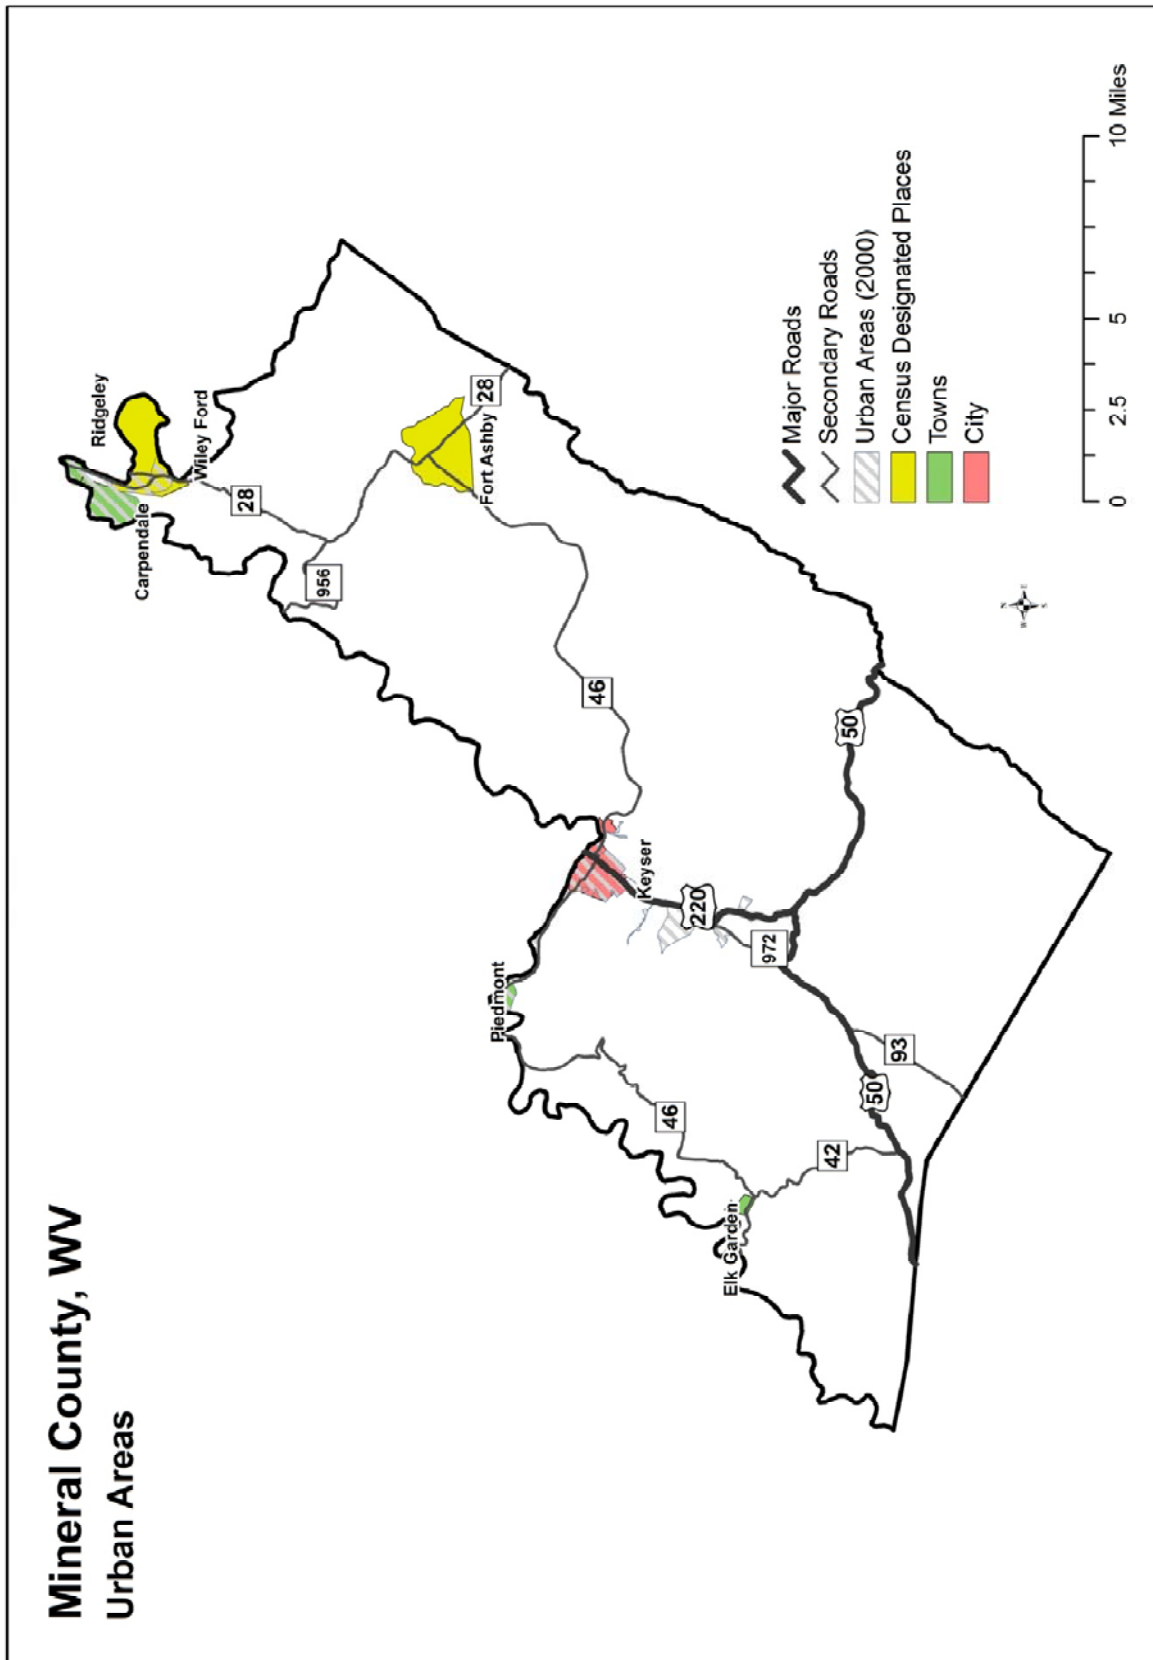 Mineral County, WV
Urban Areas
Ridgeley
Carpendale
Wiley Ford
28
956
28
Fort Ashby
46
Piedmont
Keyser
220
46
972
50
Elk Garden
42
93
50
Major Roads
Secondary Roads
Urban Areas (2000)
Census Designated Places
Towns
City
0 2.5 5 10 Miles
N
W E
S